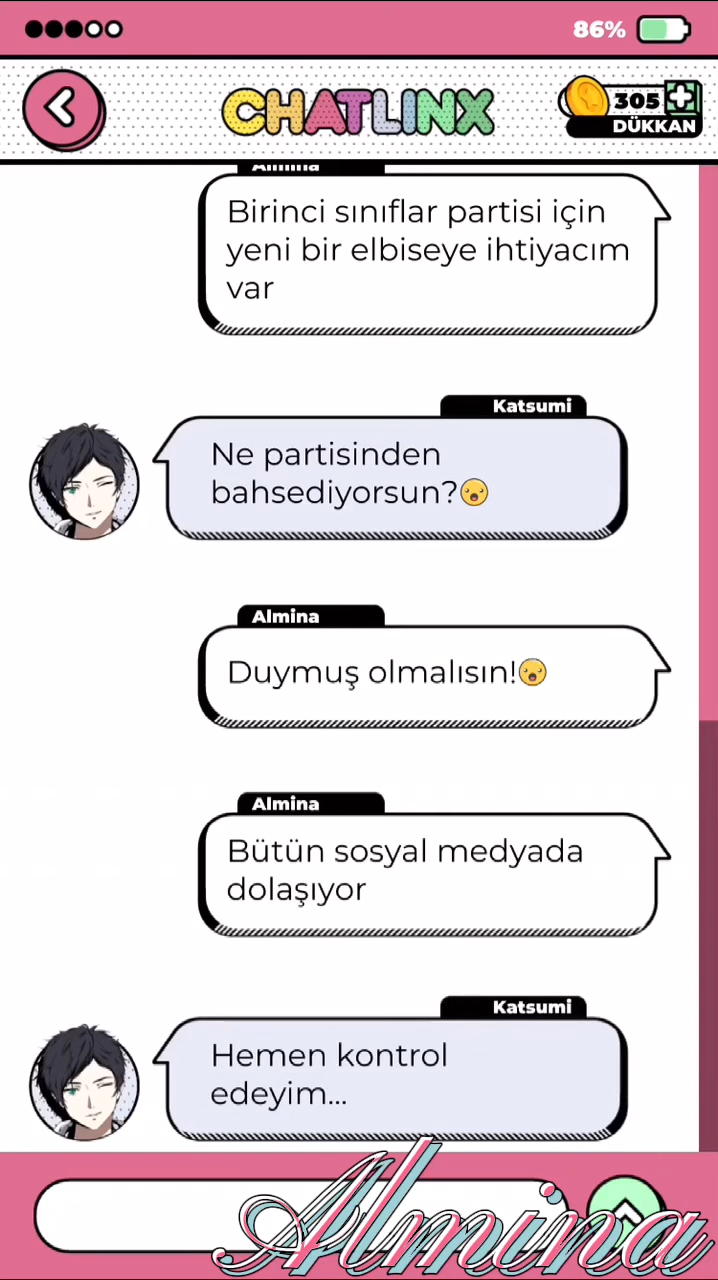 86%
CHATLINX
305
DÜKKAN
Almina
Birinci sınıflar partisi için
yeni bir elbiseye ihtiyacım
var
Katsumi
Ne partisinden
bahsediyorsun?😮
Almina
Duymuş olmalısın!😮
Almina
Bütün sosyal medyada
dolaşıyor
Katsumi
Hemen kontrol
edeyim...
Almina